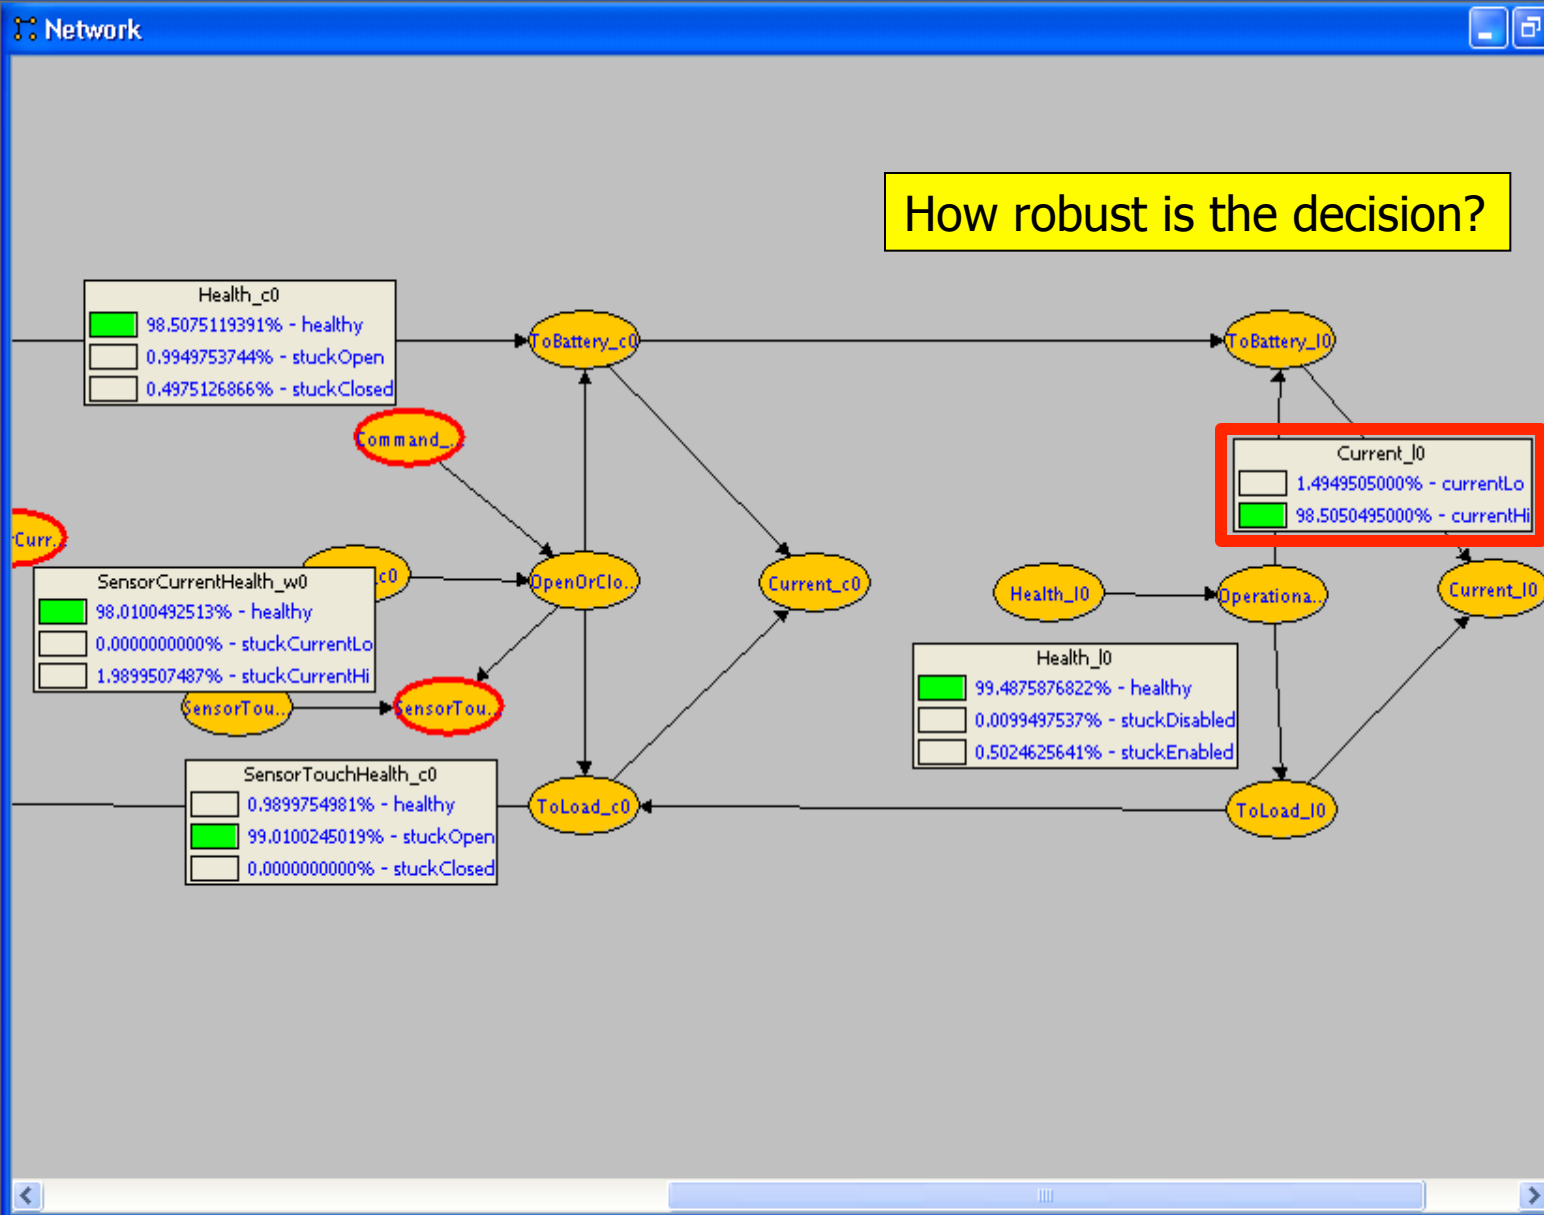 Network
How robust is the decision?
Health_c0
98.5075119391% - healthy
0.9949753744% - stuckOpen
0.4975126866% - stuckClosed
ToBattery_c0
ToBattery_l0
Command_...
Current_l0
1.4949505000% - currentLo
98.5050495000% - currentHi
Curr...
SensorCurrentHealth_w0
98.0100492513% - healthy
0.0000000000% - stuckCurrentLo
1.9899507487% - stuckCurrentHi
c0
OpenOrClo...
Current_c0
Health_l0
Operationa...
Current_l0
Health_l0
99.4875876822% - healthy
0.0099497537% - stuckDisabled
0.5024625641% - stuckEnabled
SensorTou...
SensorTou...
SensorTouchHealth_c0
0.9899754981% - healthy
99.0100245019% - stuckOpen
0.0000000000% - stuckClosed
ToLoad_c0
ToLoad_l0